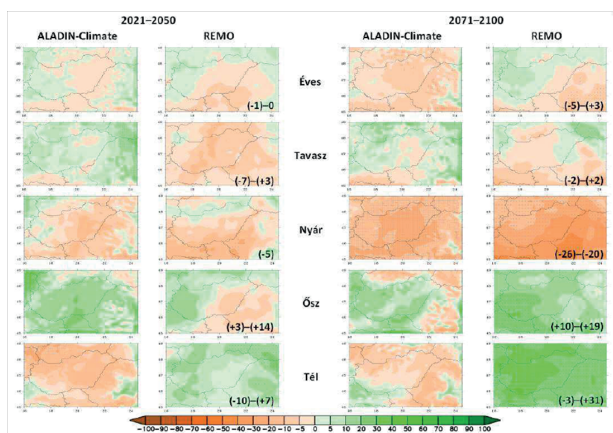 2021–2050 2071–2100
ALADIN-Climate REMO ALADIN-Climate REMO
Éves
(-1)–0 (-5)–(+3)
Tavasz
(-7)–(+3) (-2)–(+2)
Nyár
(-5) (-26)–(-20)
Ősz
(+3)–(+14) (+10)–(+19)
Tél
(-10)–(+7) (-3)–(+31)
-100 -90 -80 -70 -60 -50 -40 -30 -20 -10 -5 0 5 10 20 30 40 50 60 70 80 90 100